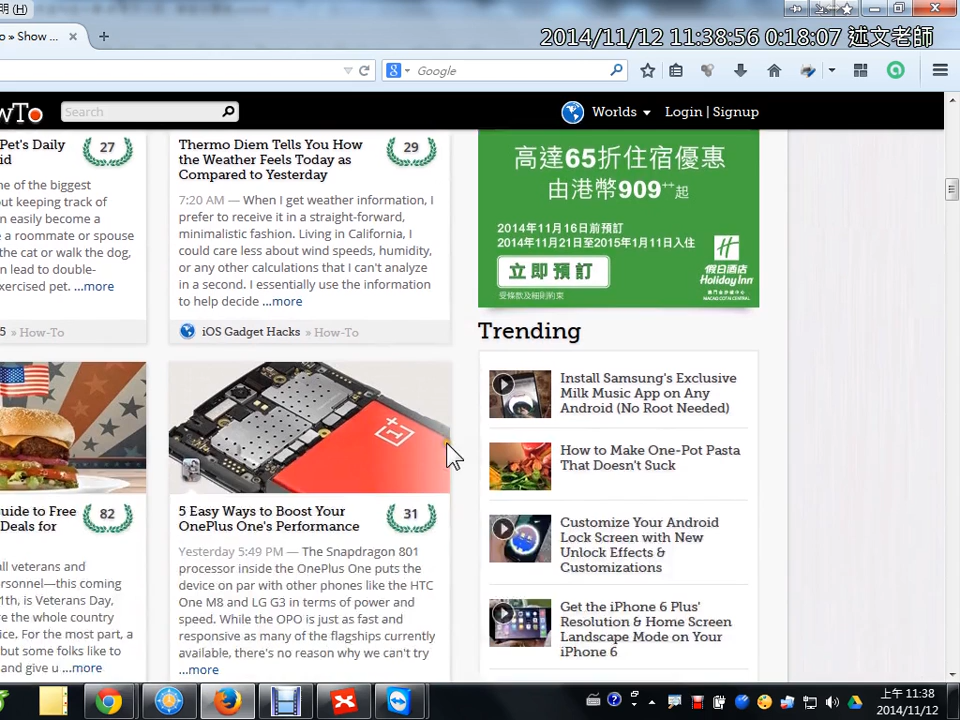 明 (H)
o » Show ...
2014/11/12 11:38:56 0:18:07 述文老師
Google
wTo
Search
Worlds
Login | Signup
Pet's Daily
id
27
ne of the biggest
out keeping track of
n easily become a
e a roommate or spouse
the cat or walk the dog,
n lead to double-
exercised pet. ...more
5 » How-To
Thermo Diem Tells You How
the Weather Feels Today as
Compared to Yesterday
29
7:20 AM — When I get weather information, I
prefer to receive it in a straight-forward,
minimalistic fashion. Living in California, I
could care less about wind speeds, humidity,
or any other calculations that I can't analyze
in a second. I essentially use the information
to help decide ...more
iOS Gadget Hacks » How-To
高達65折住宿優惠
由港幣909++起
2014年11月16日前預訂
2014年11月21日至2015年1月11日入住
立即預訂
受條款及細則約束
H
假日酒店
Holiday Inn
MACAO COTAI CENTRAL
Trending
Install Samsung's Exclusive
Milk Music App on Any
Android (No Root Needed)
How to Make One-Pot Pasta
That Doesn't Suck
Customize Your Android
Lock Screen with New
Unlock Effects &
Customizations
Get the iPhone 6 Plus'
Resolution & Home Screen
Landscape Mode on Your
iPhone 6
uide to Free
Deals for
82
all veterans and
ersonnel—this coming
1th, is Veterans Day,
re the whole country
ice. For the most part, a
but some folks like to
and give u ...more
5 Easy Ways to Boost Your
OnePlus One's Performance
31
Yesterday 5:49 PM — The Snapdragon 801
processor inside the OnePlus One puts the
device on par with other phones like the HTC
One M8 and LG G3 in terms of power and
speed. While the OPO is just as fast and
responsive as many of the flagships currently
available, there's no reason why we can't try
...more
上午 11:38
2014/11/12